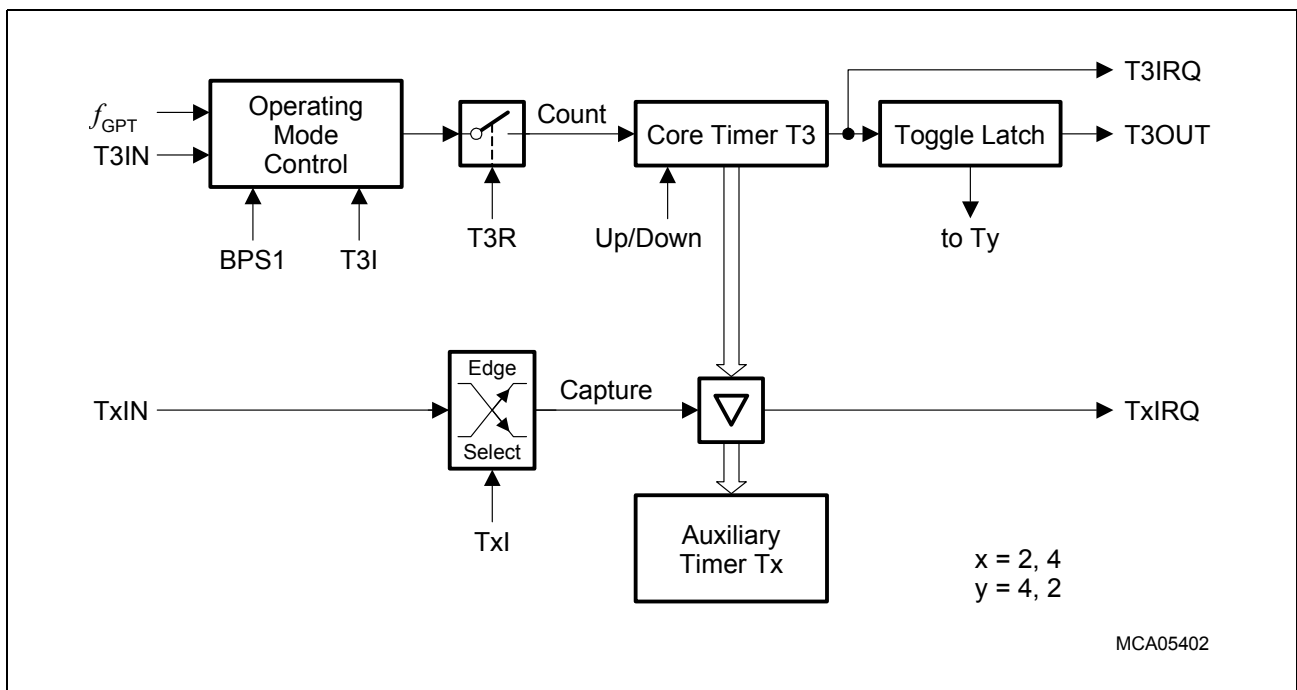 f GPT
T3IN
Operating
Mode
Control
BPS1
T3I
T3R
Count
Core Timer T3
Up/Down
Toggle Latch
to Ty
T3IRQ
T3OUT
TxIN
Edge
Select
TxI
Capture
TxIRQ
Auxiliary
Timer Tx
x = 2, 4
y = 4, 2
MCA05402